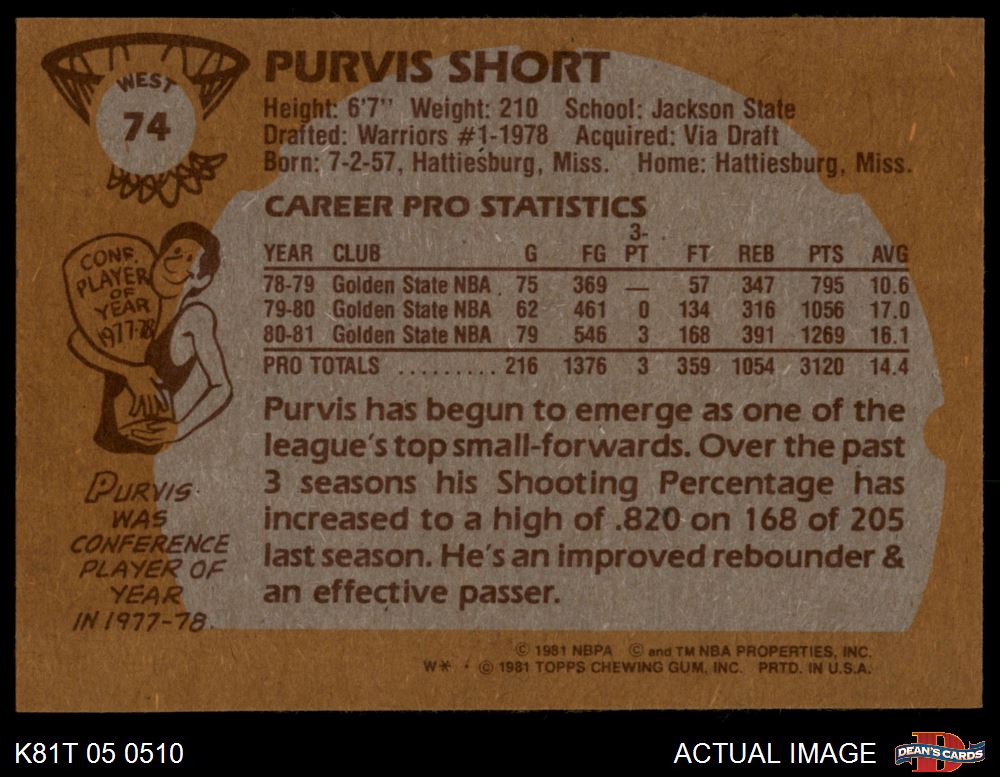 WEST
74
PURVIS SHORT
Height: 6'7" Weight: 210 School: Jackson State
Drafted: Warriors #1-1978 Acquired: Via Draft
Born: 7-2-57, Hattiesburg, Miss. Home: Hattiesburg, Miss.
CAREER PRO STATISTICS
YEAR CLUB G FG 3-PT FT REB PTS AVG
78-79 Golden State NBA 75 369 — 57 347 795 10.6
79-80 Golden State NBA 62 461 0 134 316 1056 17.0
80-81 Golden State NBA 79 546 3 168 391 1269 16.1
PRO TOTALS ......... 216 1376 3 359 1054 3120 14.4
Purvis has begun to emerge as one of the
league's top small-forwards. Over the past
3 seasons his Shooting Percentage has
increased to a high of .820 on 168 of 205
last season. He's an improved rebounder &
an effective passer.
CONF.
PLAYER
OF
YEAR
1977-78
PURVIS
WAS
CONFERENCE
PLAYER OF
YEAR
IN 1977-78.
© 1981 NBPA © and TM NBA PROPERTIES, INC.
W* · © 1981 TOPPS CHEWING GUM, INC. PRTD. IN U.S.A.
K81T 05 0510
ACTUAL IMAGE
D
DEAN'S CARDS